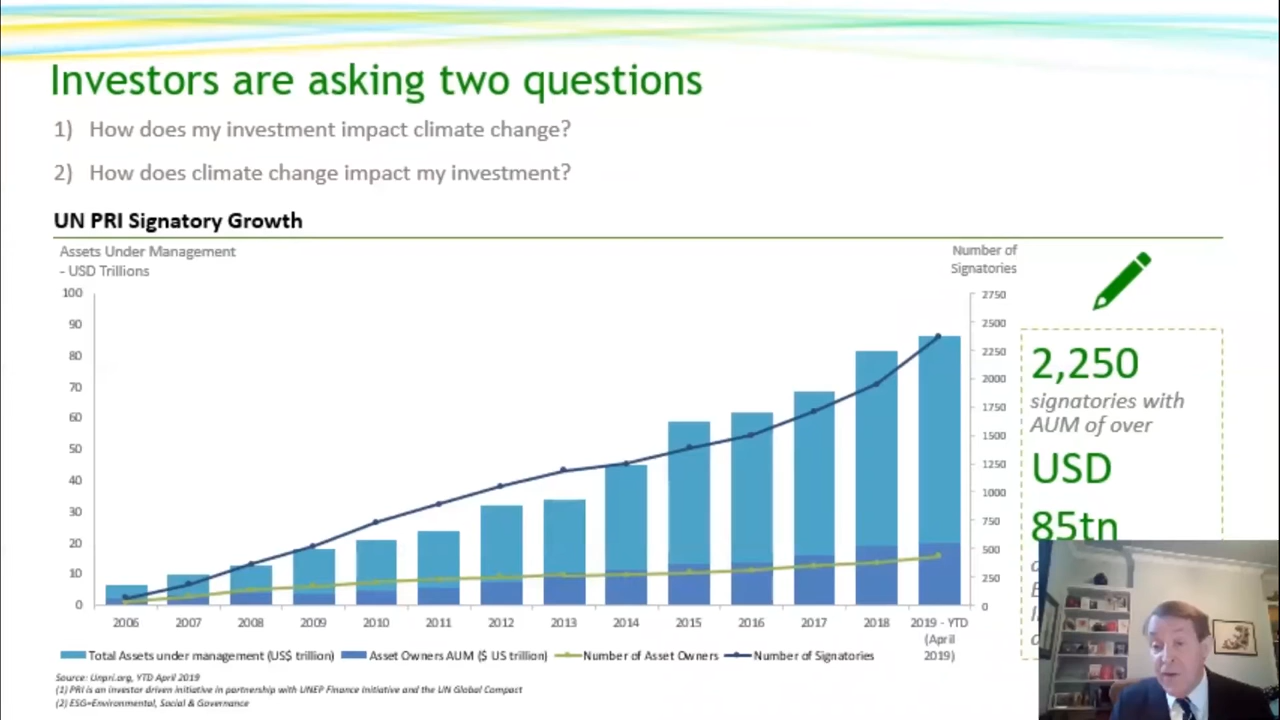 Investors are asking two questions
1) How does my investment impact climate change?
2) How does climate change impact my investment?
UN PRI Signatory Growth
Assets Under Management
- USD Trillions
Number of
Signatories
100
90
80
70
60
50
40
30
20
10
0
2750
2500
2250
2000
1750
1500
1250
1000
750
500
250
0
2006 2007 2008 2009 2010 2011 2012 2013 2014 2015 2016 2017 2018 2019 - YTD
(April
2019)
Total Assets under management (US$ trillion) Asset Owners AUM ($ US trillion) Number of Asset Owners Number of Signatories
2,250
signatories with
AUM of over
USD
85tn
Source: Unpri.org, YTD April 2019
(1) PRI is an investor driven initiative in partnership with UNEP Finance Initiative and the UN Global Compact
(2) ESG=Environmental, Social & Governance